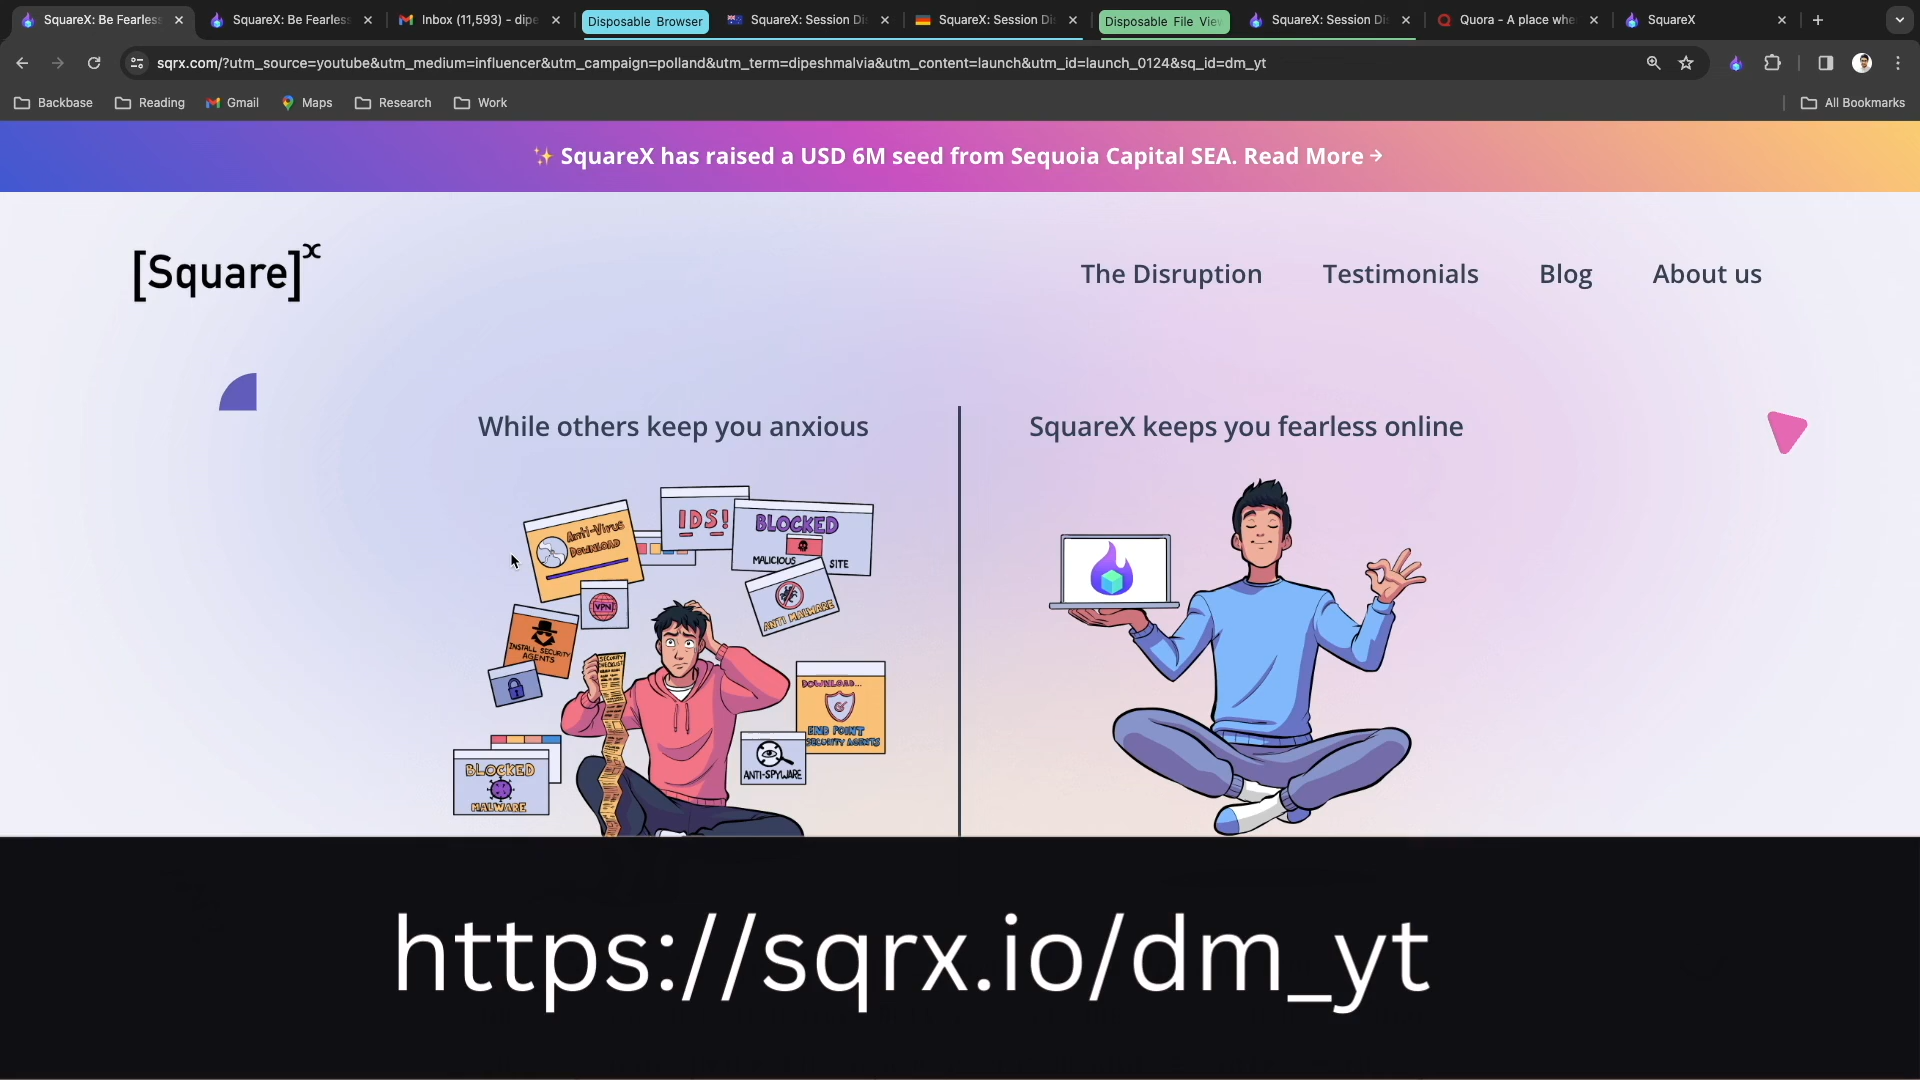 SquareX: Be Fearless
SquareX: Be Fearless
Inbox (11,593) - dipe
Disposable Browser
SquareX: Session Di
SquareX: Session Di
Disposable File View
SquareX: Session Di
Quora - A place whe
SquareX
sqrx.com/?utm_source=youtube&utm_medium=influencer&utm_campaign=polland&utm_term=dipeshmalvia&utm_content=launch&utm_id=launch_0124&sq_id=dm_yt
Backbase
Reading
Gmail
Maps
Research
Work
All Bookmarks
✨ SquareX has raised a USD 6M seed from Sequoia Capital SEA. Read More →
[Square]x
The Disruption
Testimonials
Blog
About us
While others keep you anxious
SquareX keeps you fearless online
ANTI-VIRUS
DOWNLOAD
IDS!
BLOCKED
MALICIOUS SITE
VPN
ANTI MALWARE
INSTALL SECURITY
AGENTS
SECURITY
CHECKLIST
DOWNLOAD...
END POINT
SECURITY AGENTS
ANTI-SPYWARE
BLOCKED
MALWARE
https://sqrx.io/dm_yt